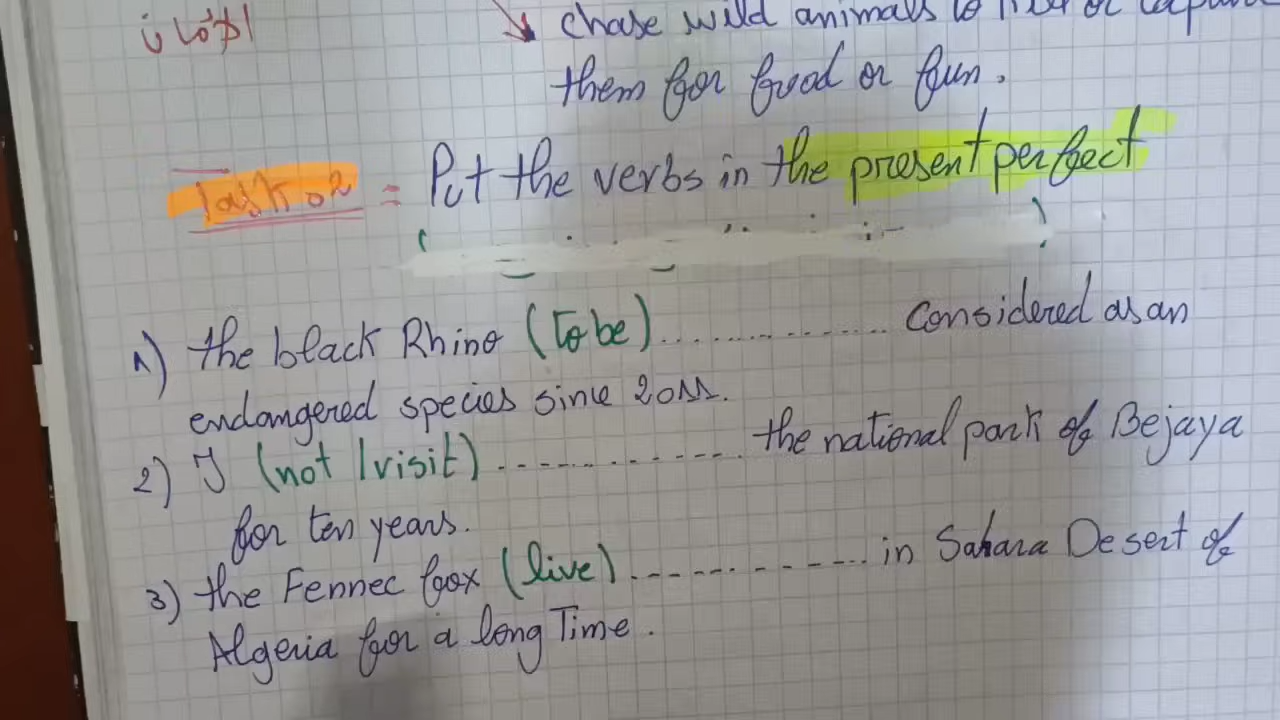 chase wild animals to
them for food or fun.
Task 02 = Put the verbs in the present perfect
1) the black Rhino (to be) .............. considered as an
endangered species since 2011.
2) I (not / visit) .............. the national park of Bejaya
for ten years.
3) the Fennec fox (live) .............. in Sahara Desert of
Algeria for a long Time.